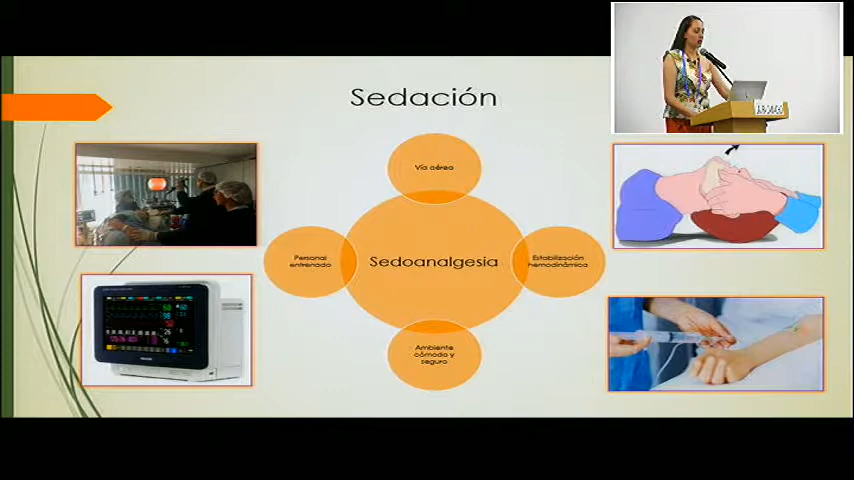 Sedación
Vía aérea
Personal
entrenado
Sedoanalgesia
Estabilización
hemodinámica
Ambiente
cómodo y
seguro